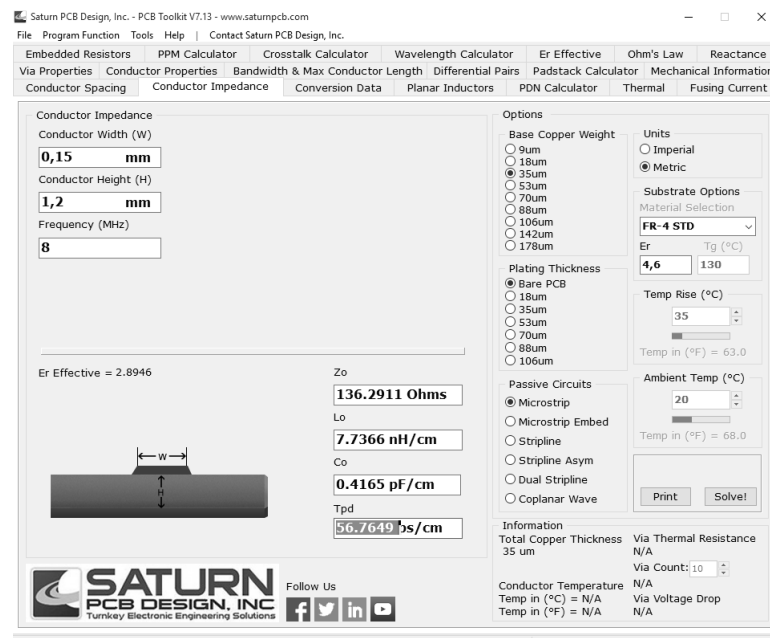 Saturn PCB Design, Inc. - PCB Toolkit V7.13 - www.saturnpcb.com
File Program Function Tools Help | Contact Saturn PCB Design, Inc.
Embedded Resistors PPM Calculator Crosstalk Calculator Wavelength Calculator Er Effective Ohm's Law Reactance
Via Properties Conductor Properties Bandwidth & Max Conductor Length Differential Pairs Padstack Calculator Mechanical Information
Conductor Spacing Conductor Impedance Conversion Data Planar Inductors PDN Calculator Thermal Fusing Current
Conductor Impedance
Conductor Width (W)
0,15 mm
Conductor Height (H)
1,2 mm
Frequency (MHz)
8
Er Effective = 2.8946
W
H
Zo
136.2911 Ohms
Lo
7.7366 nH/cm
Co
0.4165 pF/cm
Tpd
56.7649 ps/cm
Options
Base Copper Weight
9um
18um
35um
53um
70um
88um
106um
142um
178um
Plating Thickness
Bare PCB
18um
35um
53um
70um
88um
106um
Passive Circuits
Microstrip
Microstrip Embed
Stripline
Stripline Asym
Dual Stripline
Coplanar Wave
Units
Imperial
Metric
Substrate Options
Material Selection
FR-4 STD
Er Tg (°C)
4,6 130
Temp Rise (°C)
35
Temp in (°F) = 63.0
Ambient Temp (°C)
20
Temp in (°F) = 68.0
Print Solve!
Information
Total Copper Thickness
35 um
Conductor Temperature
Temp in (°C) = N/A
Temp in (°F) = N/A
Via Thermal Resistance
N/A
Via Count: 10
N/A
Via Voltage Drop
N/A
SATURN
PCB DESIGN, INC
Turnkey Electronic Engineering Solutions
Follow Us